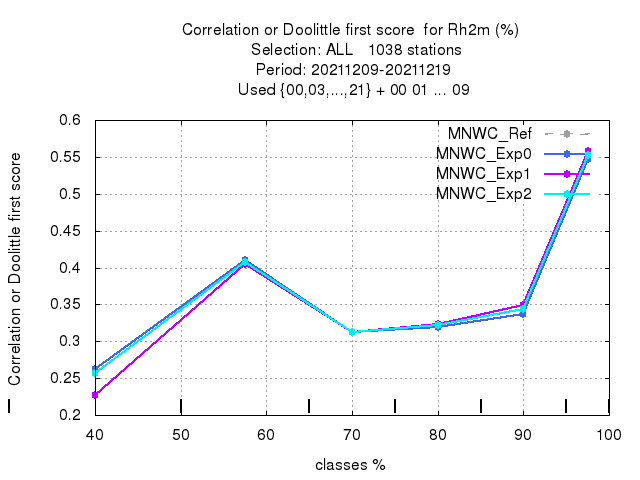 Correlation or Doolittle first score  for Rh2m (%)
Selection: ALL   1038 stations
Period: 20211209-20211219
Used {00,03,...,21} + 00 01 ... 09
Correlation or Doolittle first score
0.6
0.55
0.5
0.45
0.4
0.35
0.3
0.25
0.2
MNWC_Ref
MNWC_Exp0
MNWC_Exp1
MNWC_Exp2
40 50 60 70 80 90 100
classes %